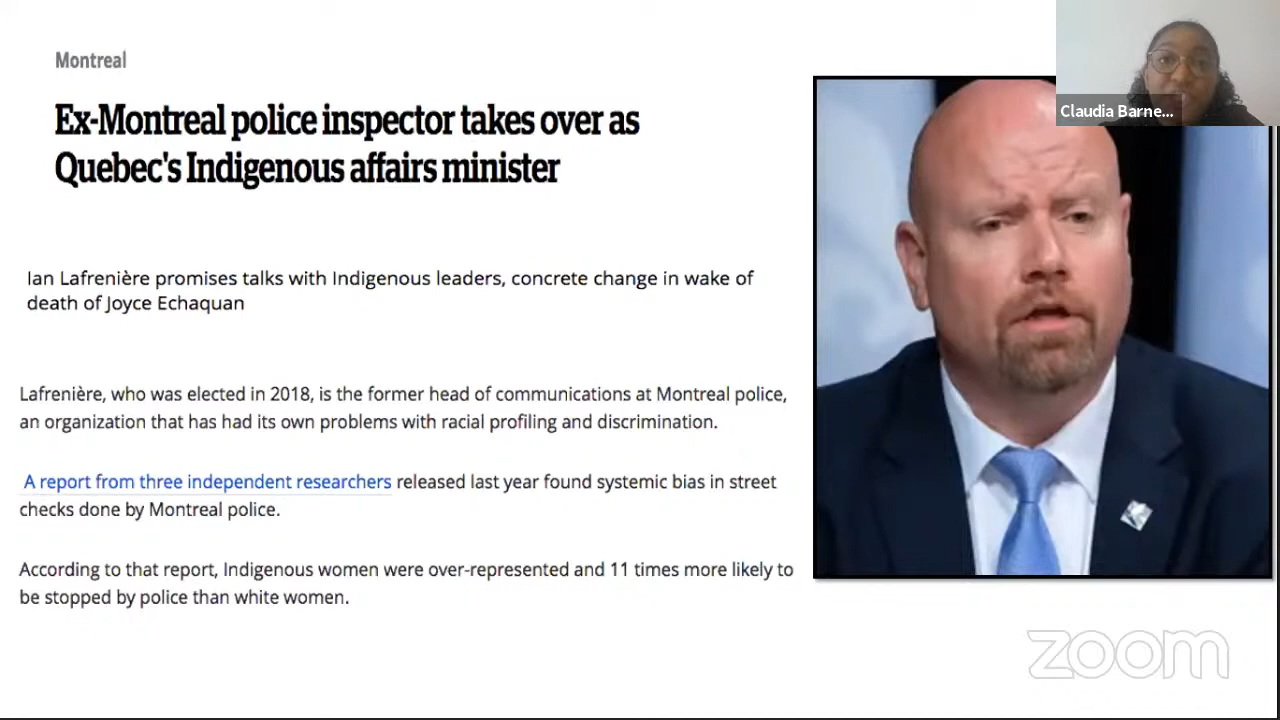 Montreal
Ex-Montreal police inspector takes over as
Quebec's Indigenous affairs minister
Ian Lafrenière promises talks with Indigenous leaders, concrete change in wake of
death of Joyce Echaquan
Lafrenière, who was elected in 2018, is the former head of communications at Montreal police,
an organization that has had its own problems with racial profiling and discrimination.
A report from three independent researchers released last year found systemic bias in street
checks done by Montreal police.
According to that report, Indigenous women were over-represented and 11 times more likely to
be stopped by police than white women.
Claudia Barne...
zoom